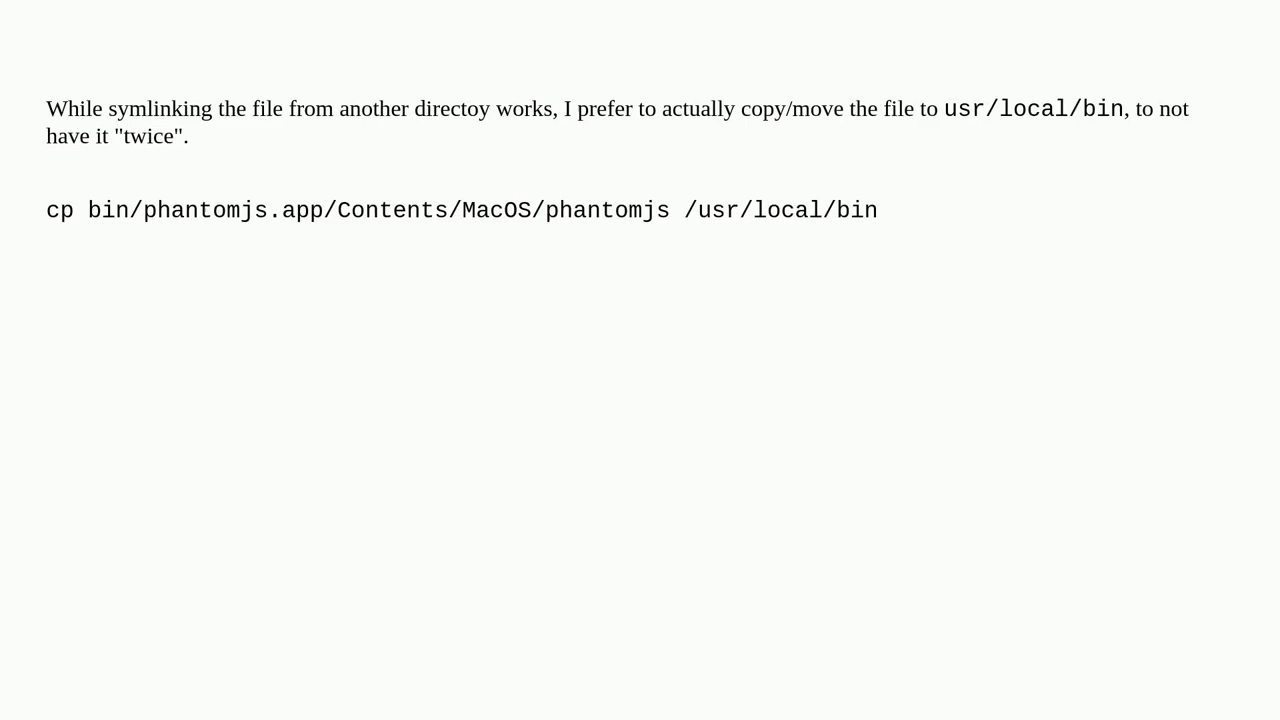 While symlinking the file from another directoy works, I prefer to actually copy/move the file to usr/local/bin, to not
have it "twice".
cp bin/phantomjs.app/Contents/MacOS/phantomjs /usr/local/bin